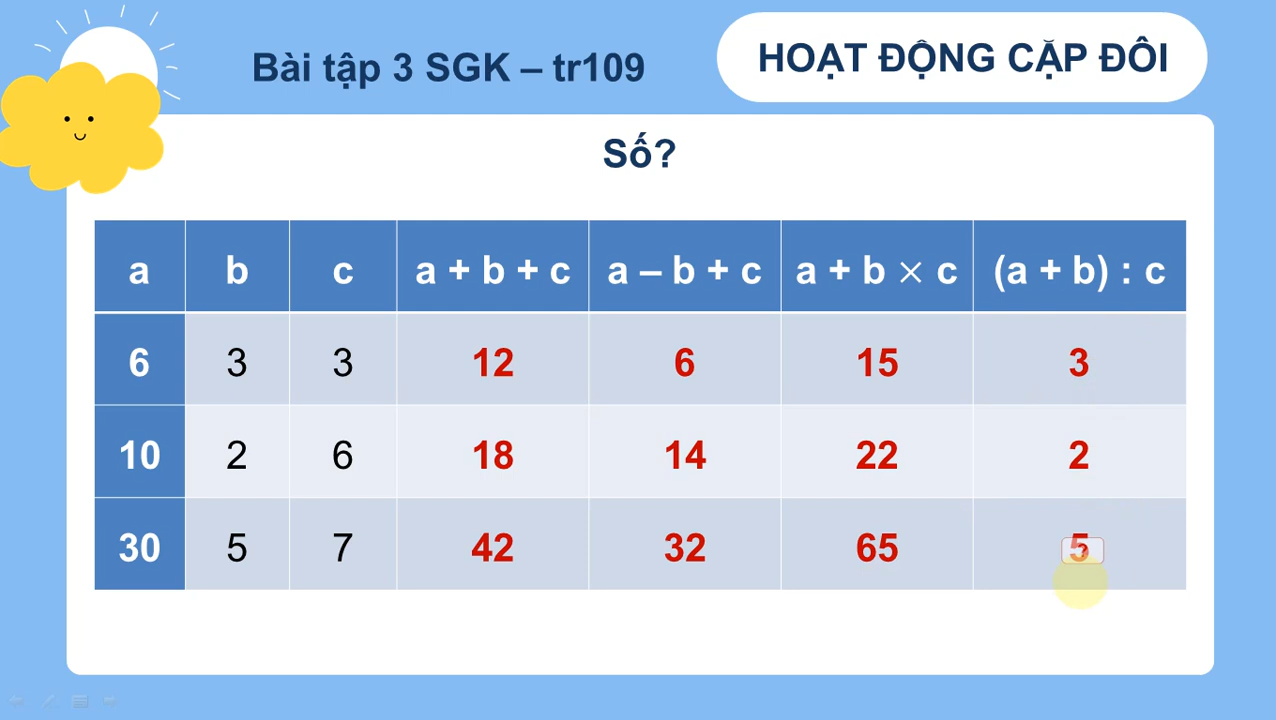 Bài tập 3 SGK – tr109
HOẠT ĐỘNG CẶP ĐÔI
Số?
a b c a + b + c a – b + c a + b × c (a + b) : c
6 3 3 12 6 15 3
10 2 6 18 14 22 2
30 5 7 42 32 65 5